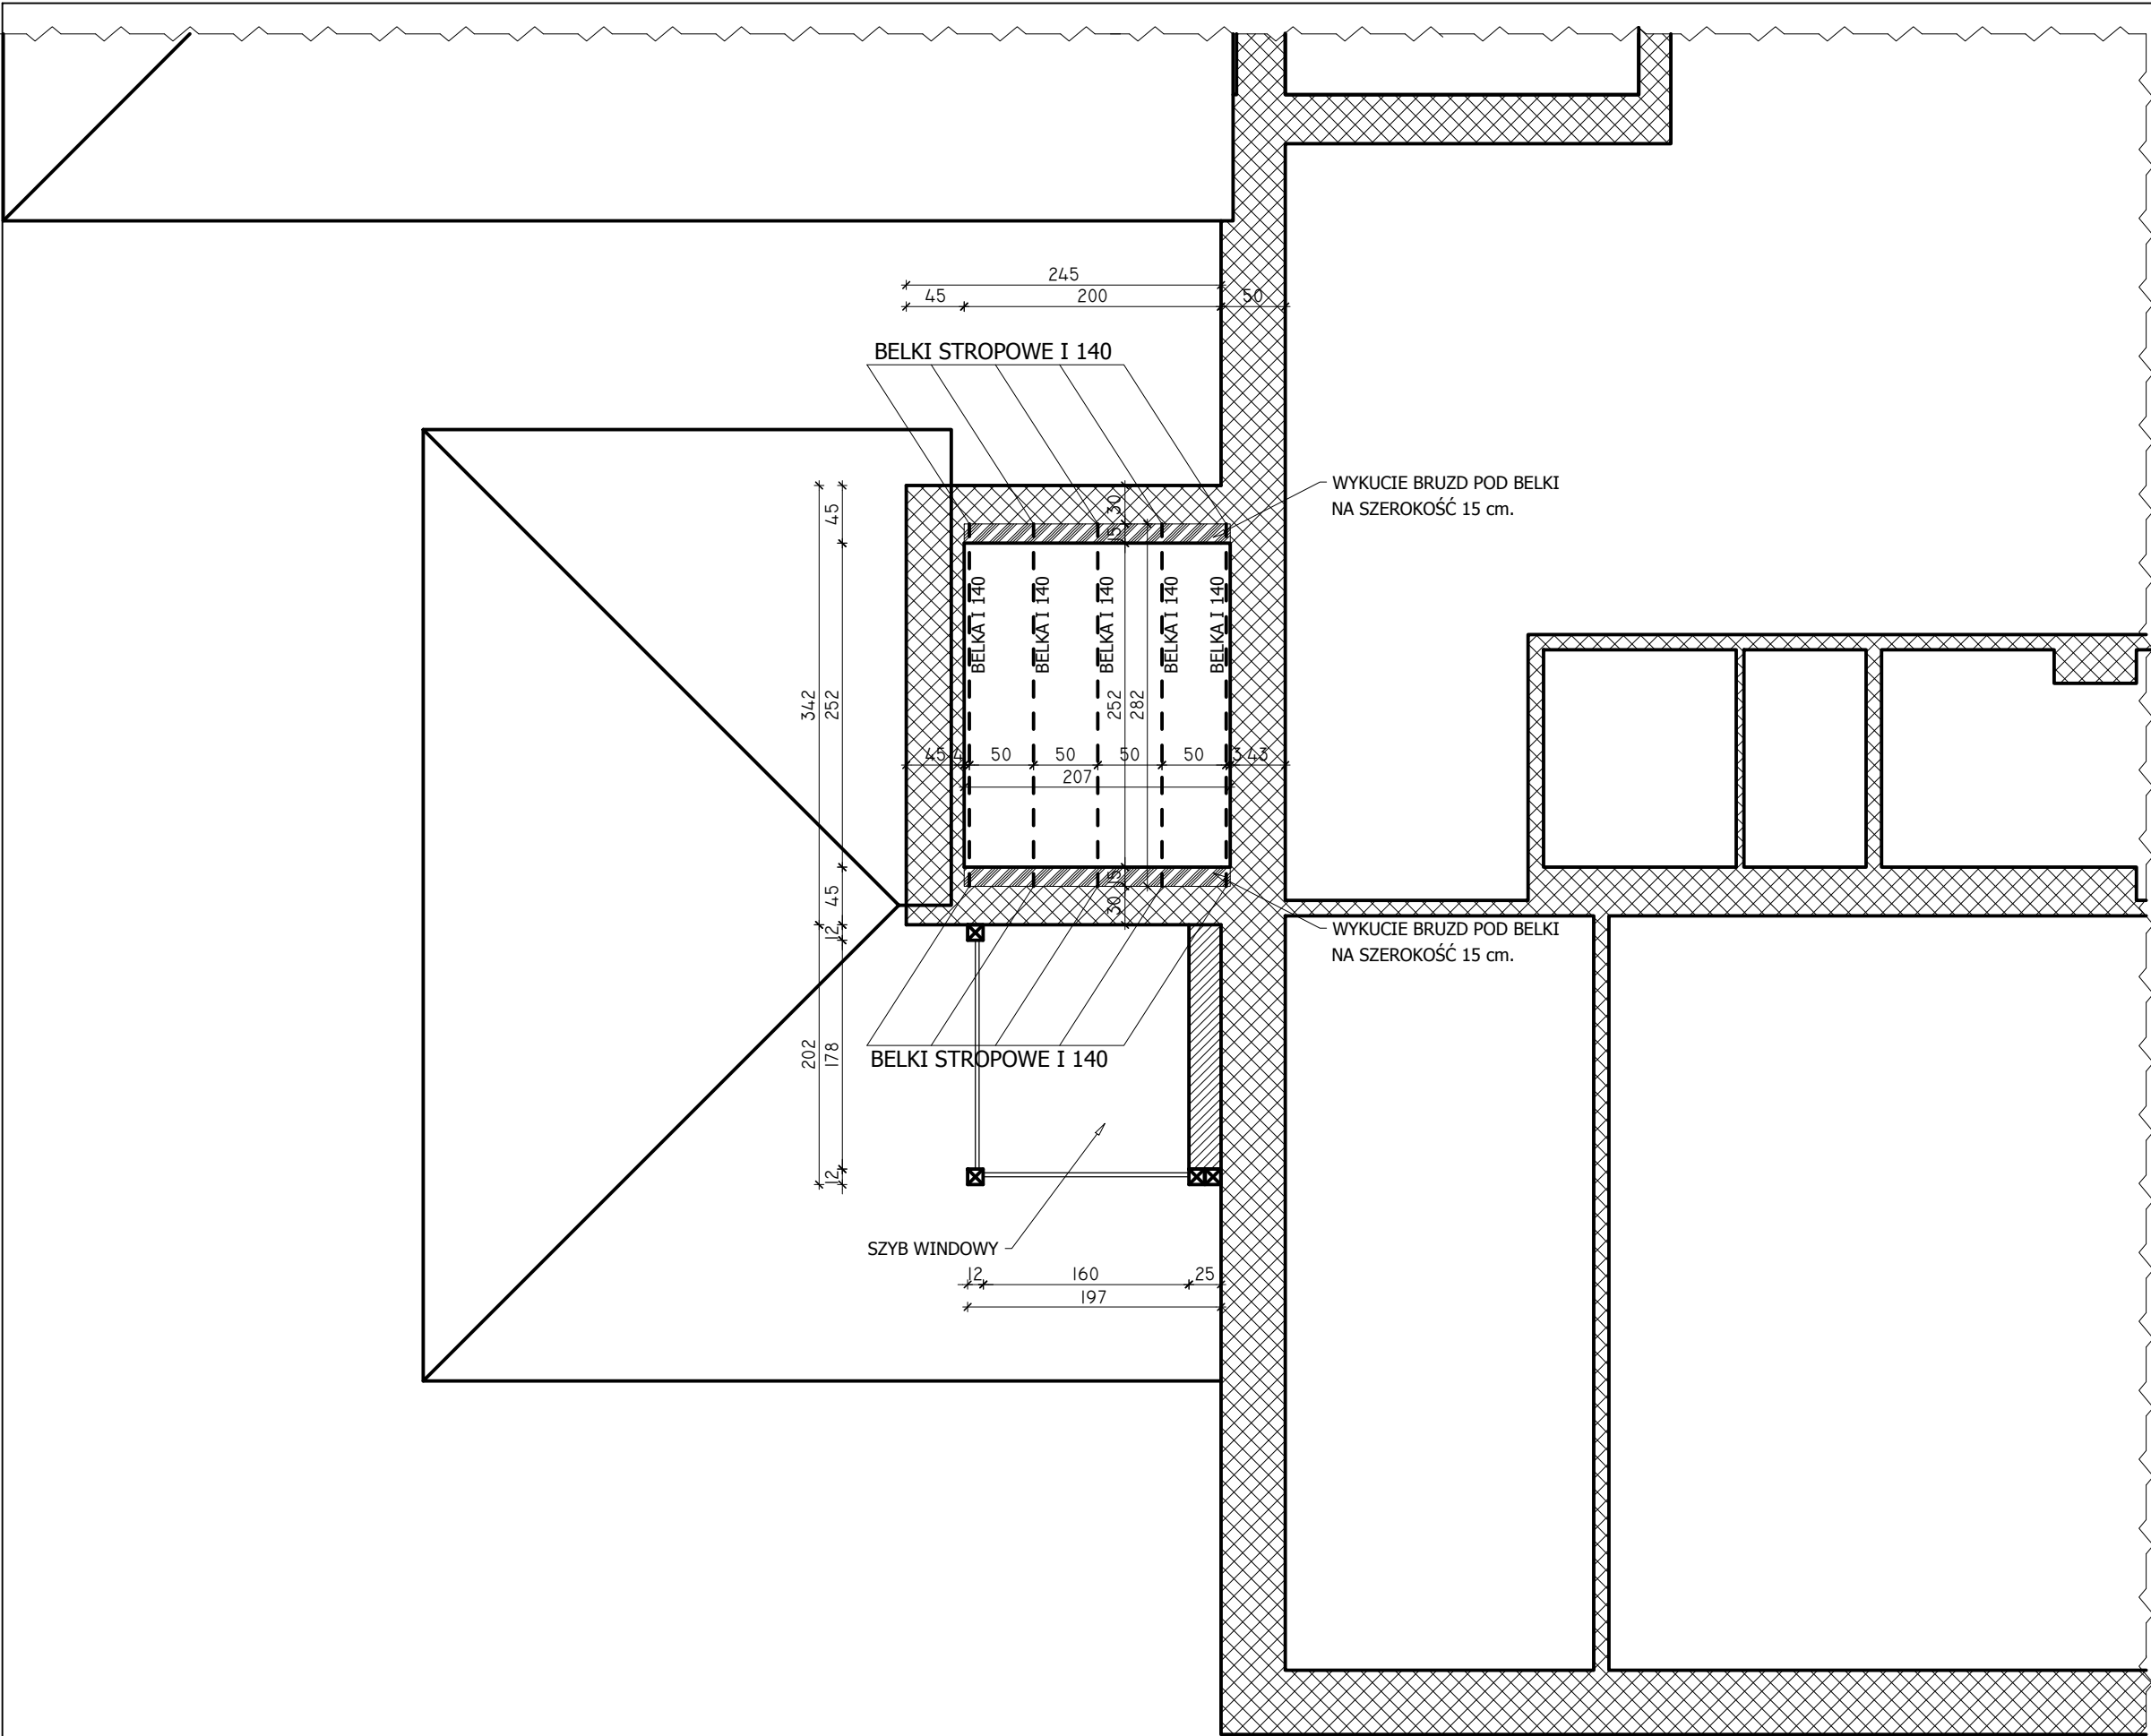 245
45 200 50
BELKI STROPOWE I 140
WYKUCIE BRUZD POD BELKI
NA SZEROKOŚĆ 15 cm.
45
30
15
BELKA I 140
BELKA I 140
BELKA I 140
BELKA I 140
BELKA I 140
342
252
252
282
45 4 50 50 50 50 3 43
207
45
15
30
12
WYKUCIE BRUZD POD BELKI
NA SZEROKOŚĆ 15 cm.
202
178
BELKI STROPOWE I 140
12
SZYB WINDOWY
12 160 25
197